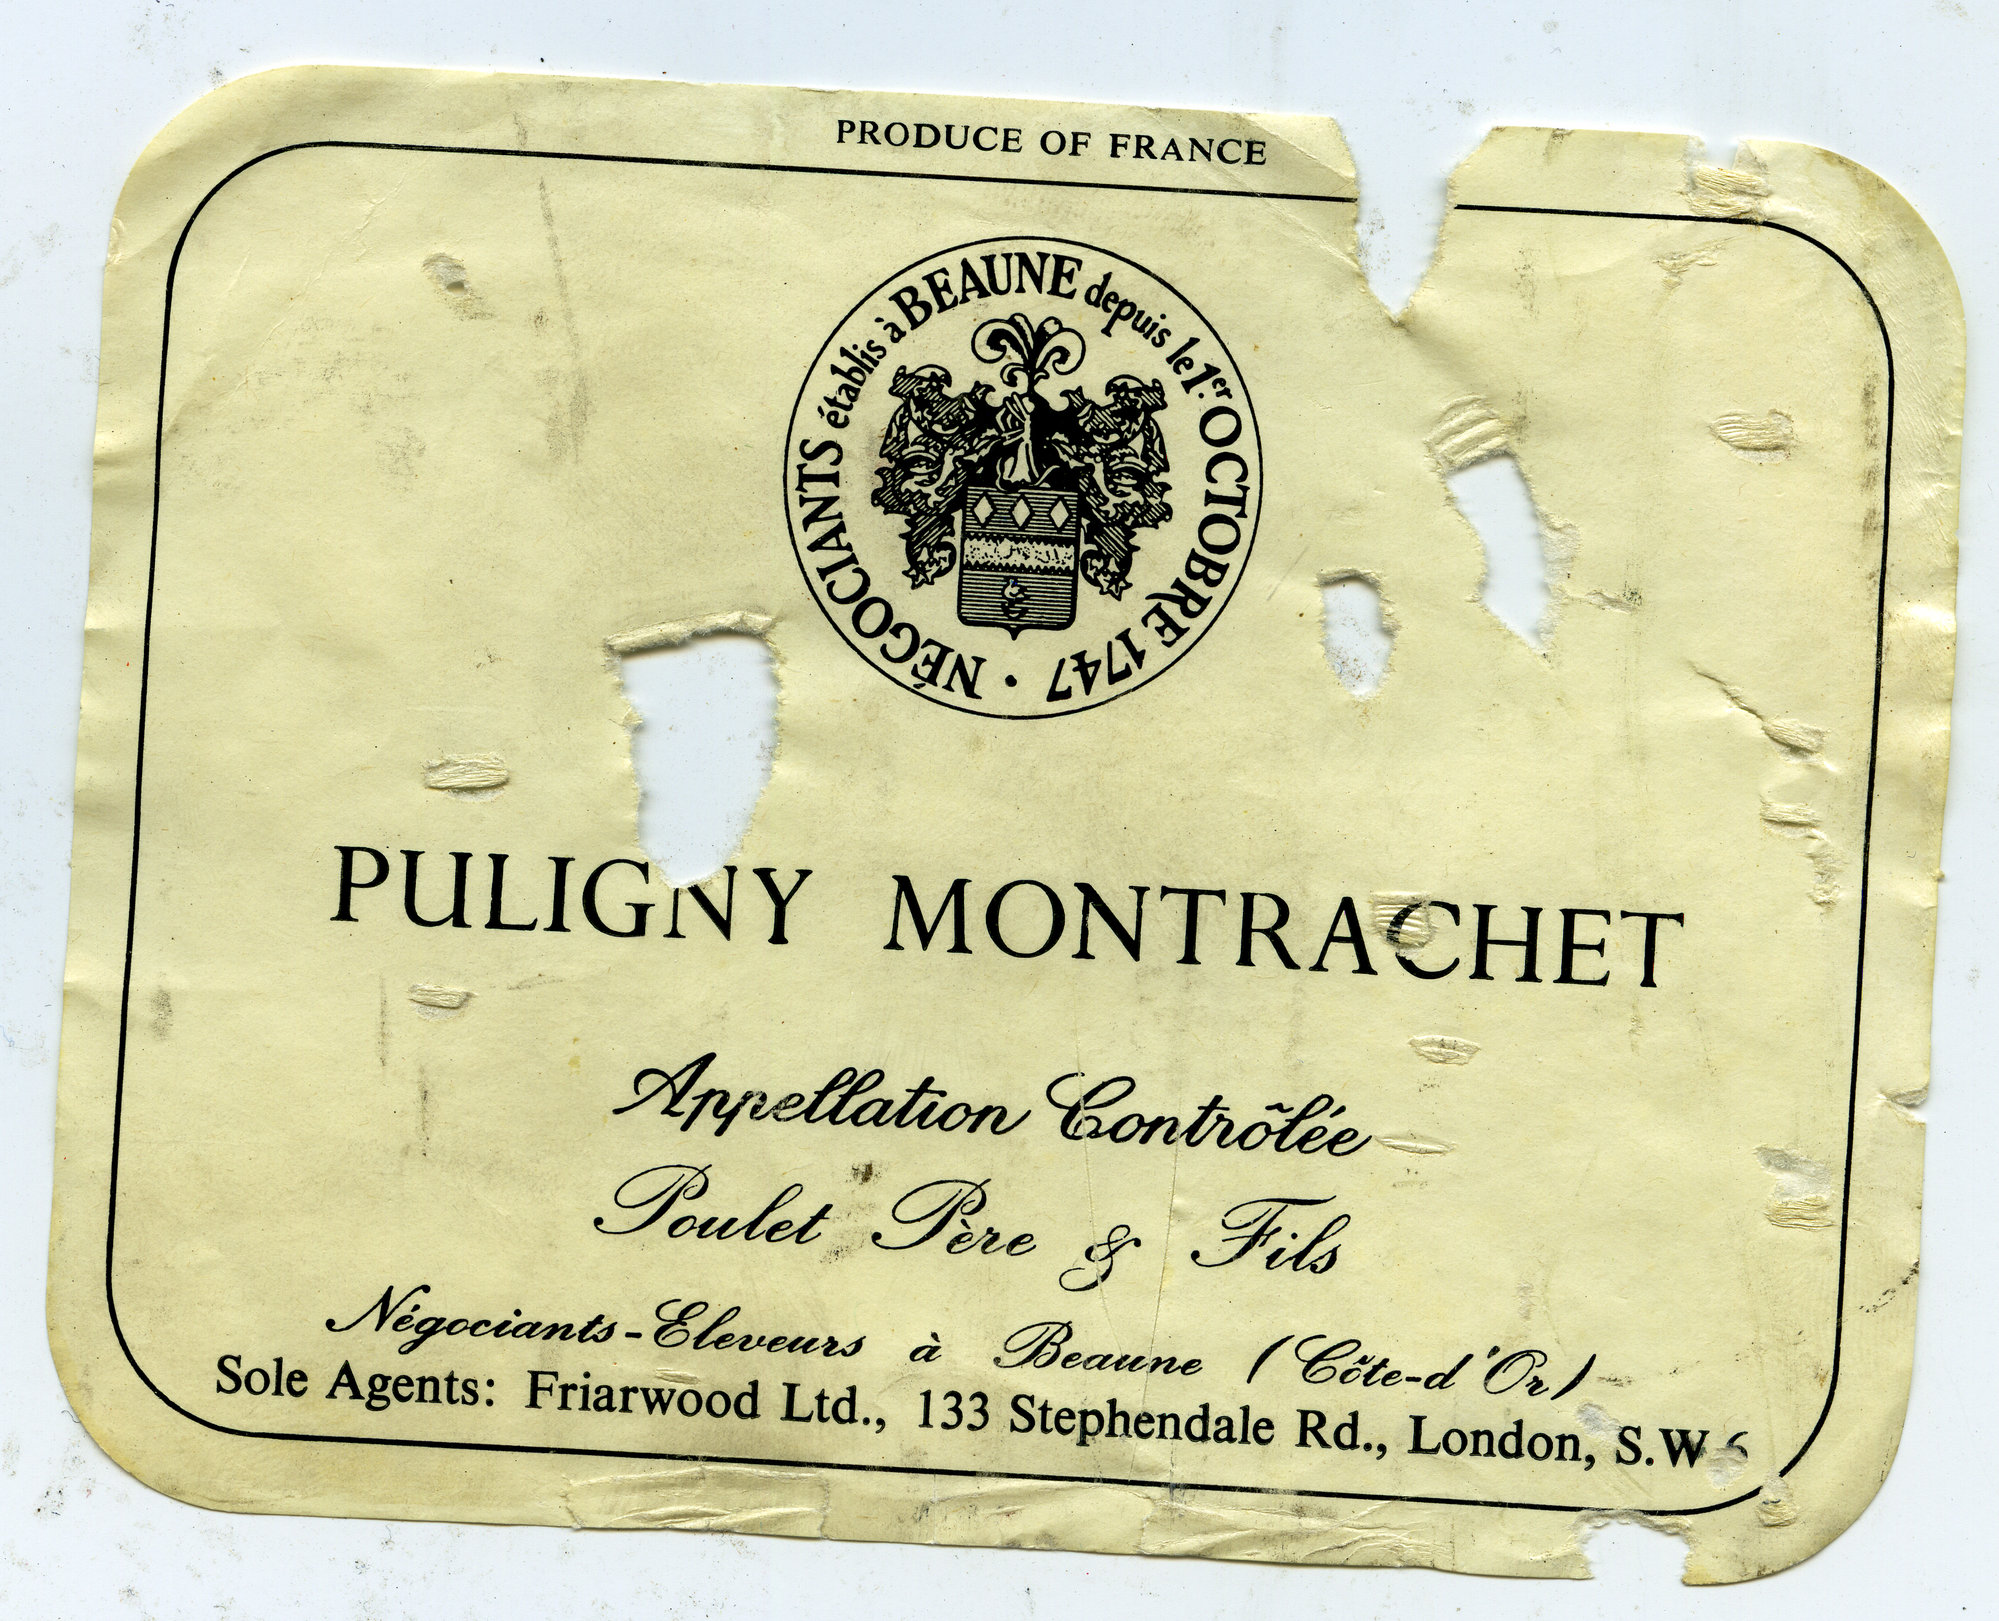 PRODUCE OF FRANCE
NÉGOCIANTS établis à BEAUNE depuis le 1er. OCTOBRE 1747 ·
PULIGNY MONTRACHET
Appellation Contrôlée
Poulet Père & Fils
Négociants-Eleveurs à Beaune (Côte-d'Or)
Sole Agents: Friarwood Ltd., 133 Stephendale Rd., London, S.W 6